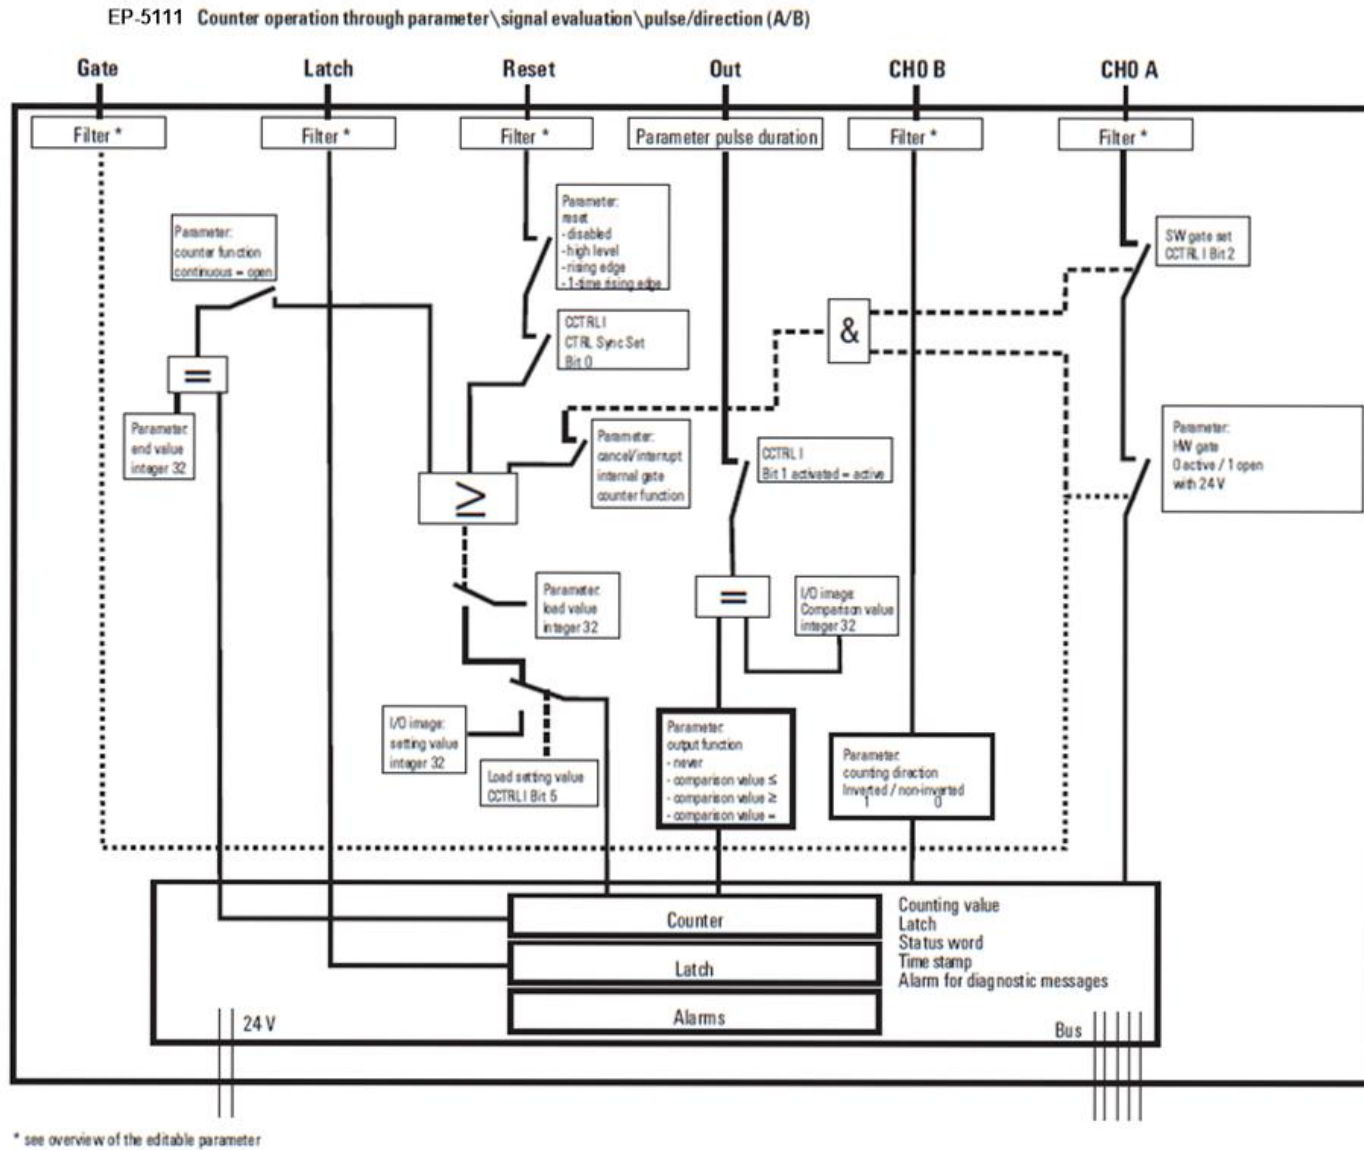 EP-5111 Counter operation through parameter\signal evaluation\pulse/direction (A/B)
Gate
Latch
Reset
Out
CH0 B
CH0 A
Filter *
Filter *
Filter *
Parameter pulse duration
Filter *
Filter *
Parameter:
counter function
continuous = open
Parameter:
reset
- disabled
- high level
- rising edge
- 1-time rising edge
SW gate set
CCTRL I Bit 2
&
CCTRL I
CTRL Sync Set
Bit 0
=
Parameter:
end value
integer 32
Parameter:
cancel/interrupt
internal gate
counter function
CCTRL I
Bit 1 activated = active
Parameter:
HW gate
0 active / 1 open
with 24 V
≥
Parameter:
load value
integer 32
=
I/O image:
Comparison value
integer 32
I/O image:
setting value
integer 32
Load setting value
CCTRL I Bit 5
Parameter:
output function
- never
- comparison value ≤
- comparison value ≥
- comparison value =
Parameter:
counting direction
Inverted / non-inverted
1 0
Counter
Latch
Alarms
Counting value
Latch
Status word
Time stamp
Alarm for diagnostic messages
24 V
Bus
* see overview of the editable parameter